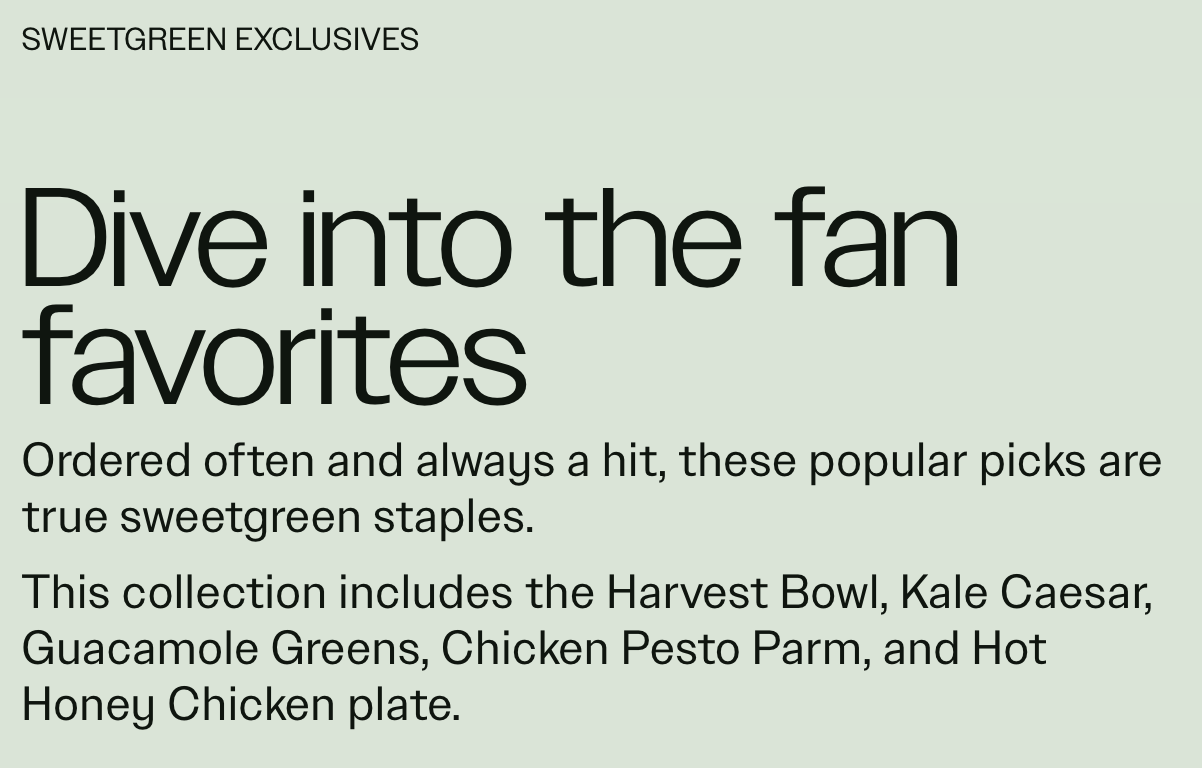 SWEETGREEN EXCLUSIVES
Dive into the fan
favorites
Ordered often and always a hit, these popular picks are
true sweetgreen staples.
This collection includes the Harvest Bowl, Kale Caesar,
Guacamole Greens, Chicken Pesto Parm, and Hot
Honey Chicken plate.